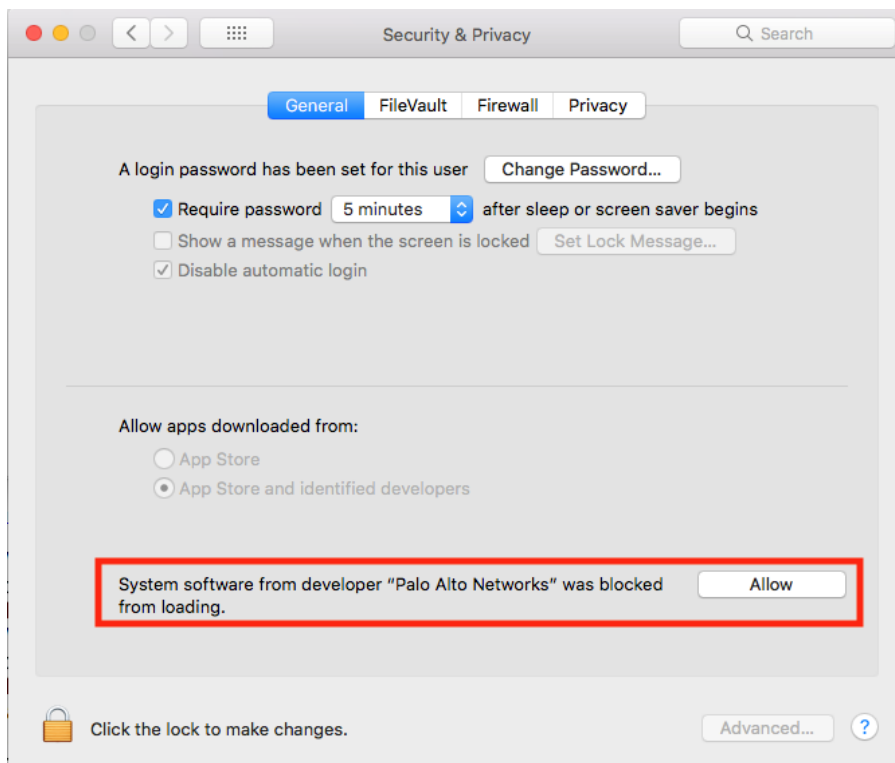 Security & Privacy
Search
General
FileVault
Firewall
Privacy
A login password has been set for this user
Change Password...
Require password
5 minutes
after sleep or screen saver begins
Show a message when the screen is locked
Set Lock Message...
Disable automatic login
Allow apps downloaded from:
App Store
App Store and identified developers
System software from developer “Palo Alto Networks” was blocked
from loading.
Allow
Click the lock to make changes.
Advanced...
?